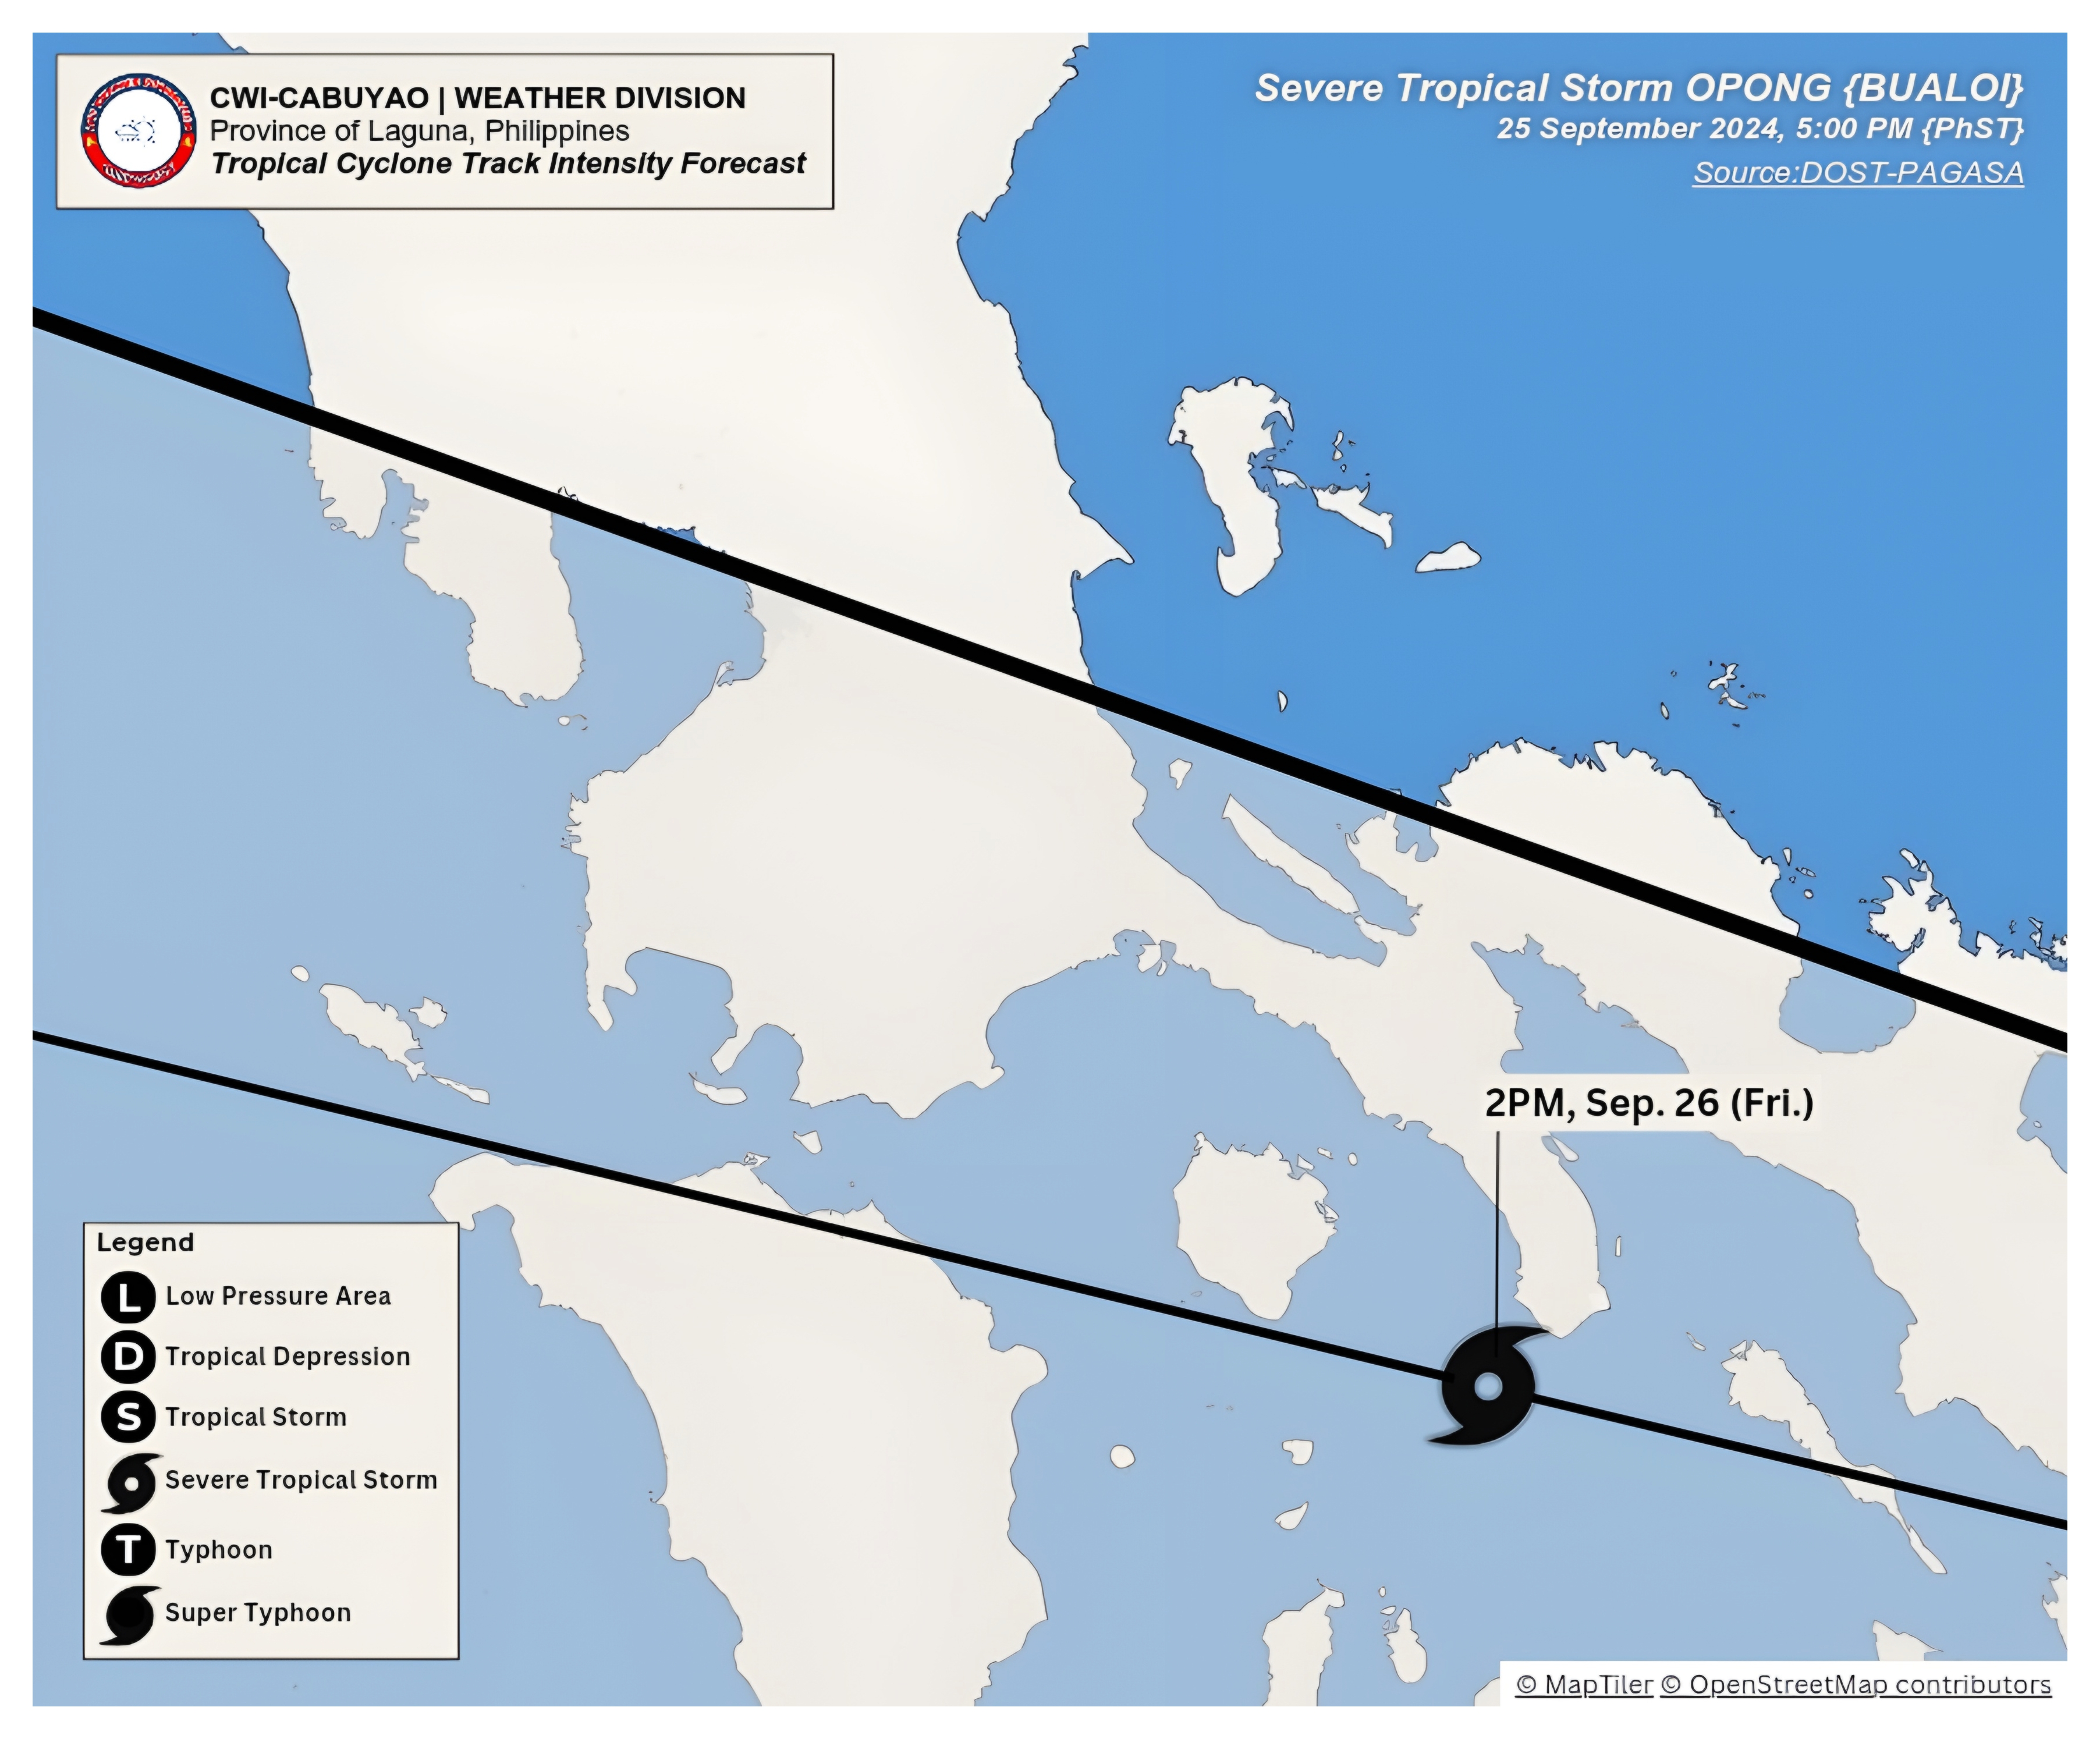 CWI-CABUYAO | WEATHER DIVISION
Province of Laguna, Philippines
Tropical Cyclone Track Intensity Forecast
Severe Tropical Storm OPONG {BUALOI}
25 September 2024, 5:00 PM {PhST}
Source:DOST-PAGASA
2PM, Sep. 26 (Fri.)
Legend
L Low Pressure Area
D Tropical Depression
S Tropical Storm
Severe Tropical Storm
T Typhoon
Super Typhoon
© MapTiler © OpenStreetMap contributors